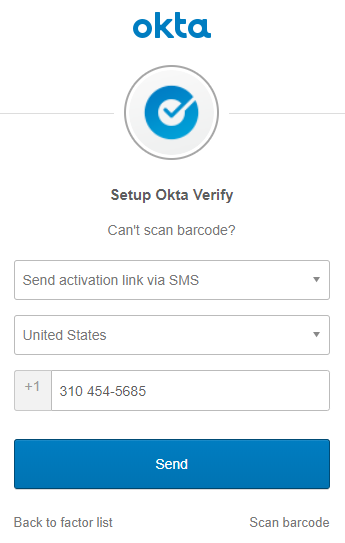 okta
Setup Okta Verify
Can't scan barcode?
Send activation link via SMS
United States
+1 310 454-5685
Send
Back to factor list Scan barcode